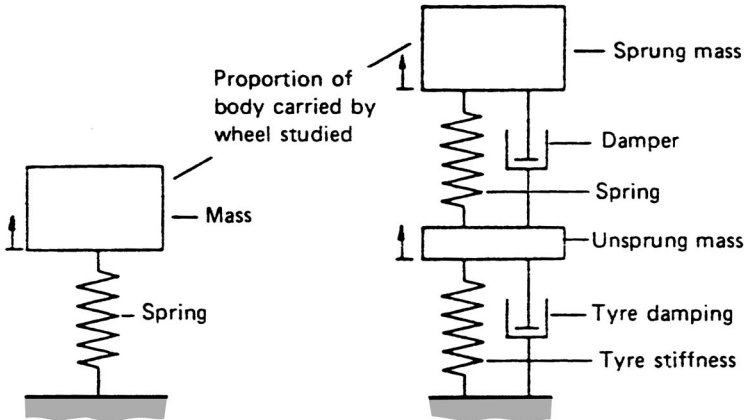 Proportion of
body carried by
wheel studied
Mass
Spring
Sprung mass
Damper
Spring
Unsprung mass
Tyre damping
Tyre stiffness